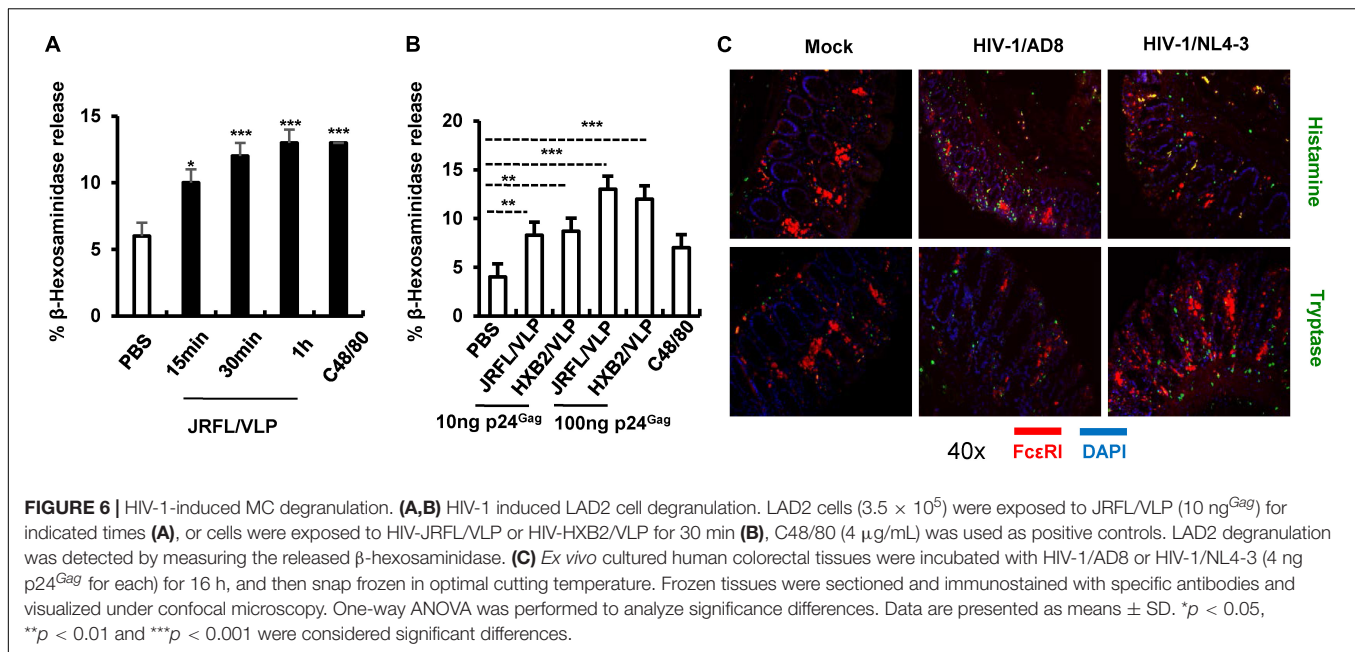 A
% β-Hexosaminidase release
15
10
5
0
*
***
***
***
PBS
15min
30min
1h
C48/80
JRFL/VLP
B
% β-Hexosaminidase release
20
15
10
5
0
***
***
**
**
PBS
JRFL/VLP
HXB2/VLP
JRFL/VLP
HXB2/VLP
C48/80
10ng p24Gag
100ng p24Gag
C
Mock
HIV-1/AD8
HIV-1/NL4-3
Histamine
Tryptase
40x
FcεRI
DAPI
FIGURE 6 | HIV-1-induced MC degranulation. (A,B) HIV-1 induced LAD2 cell degranulation. LAD2 cells (3.5 × 10⁵) were exposed to JRFL/VLP (10 ngGag) for
indicated times (A), or cells were exposed to HIV-JRFL/VLP or HIV-HXB2/VLP for 30 min (B), C48/80 (4 μg/mL) was used as positive controls. LAD2 degranulation
was detected by measuring the released β-hexosaminidase. (C) Ex vivo cultured human colorectal tissues were incubated with HIV-1/AD8 or HIV-1/NL4-3 (4 ng
p24Gag for each) for 16 h, and then snap frozen in optimal cutting temperature. Frozen tissues were sectioned and immunostained with specific antibodies and
visualized under confocal microscopy. One-way ANOVA was performed to analyze significance differences. Data are presented as means ± SD. *p < 0.05,
**p < 0.01 and ***p < 0.001 were considered significant differences.